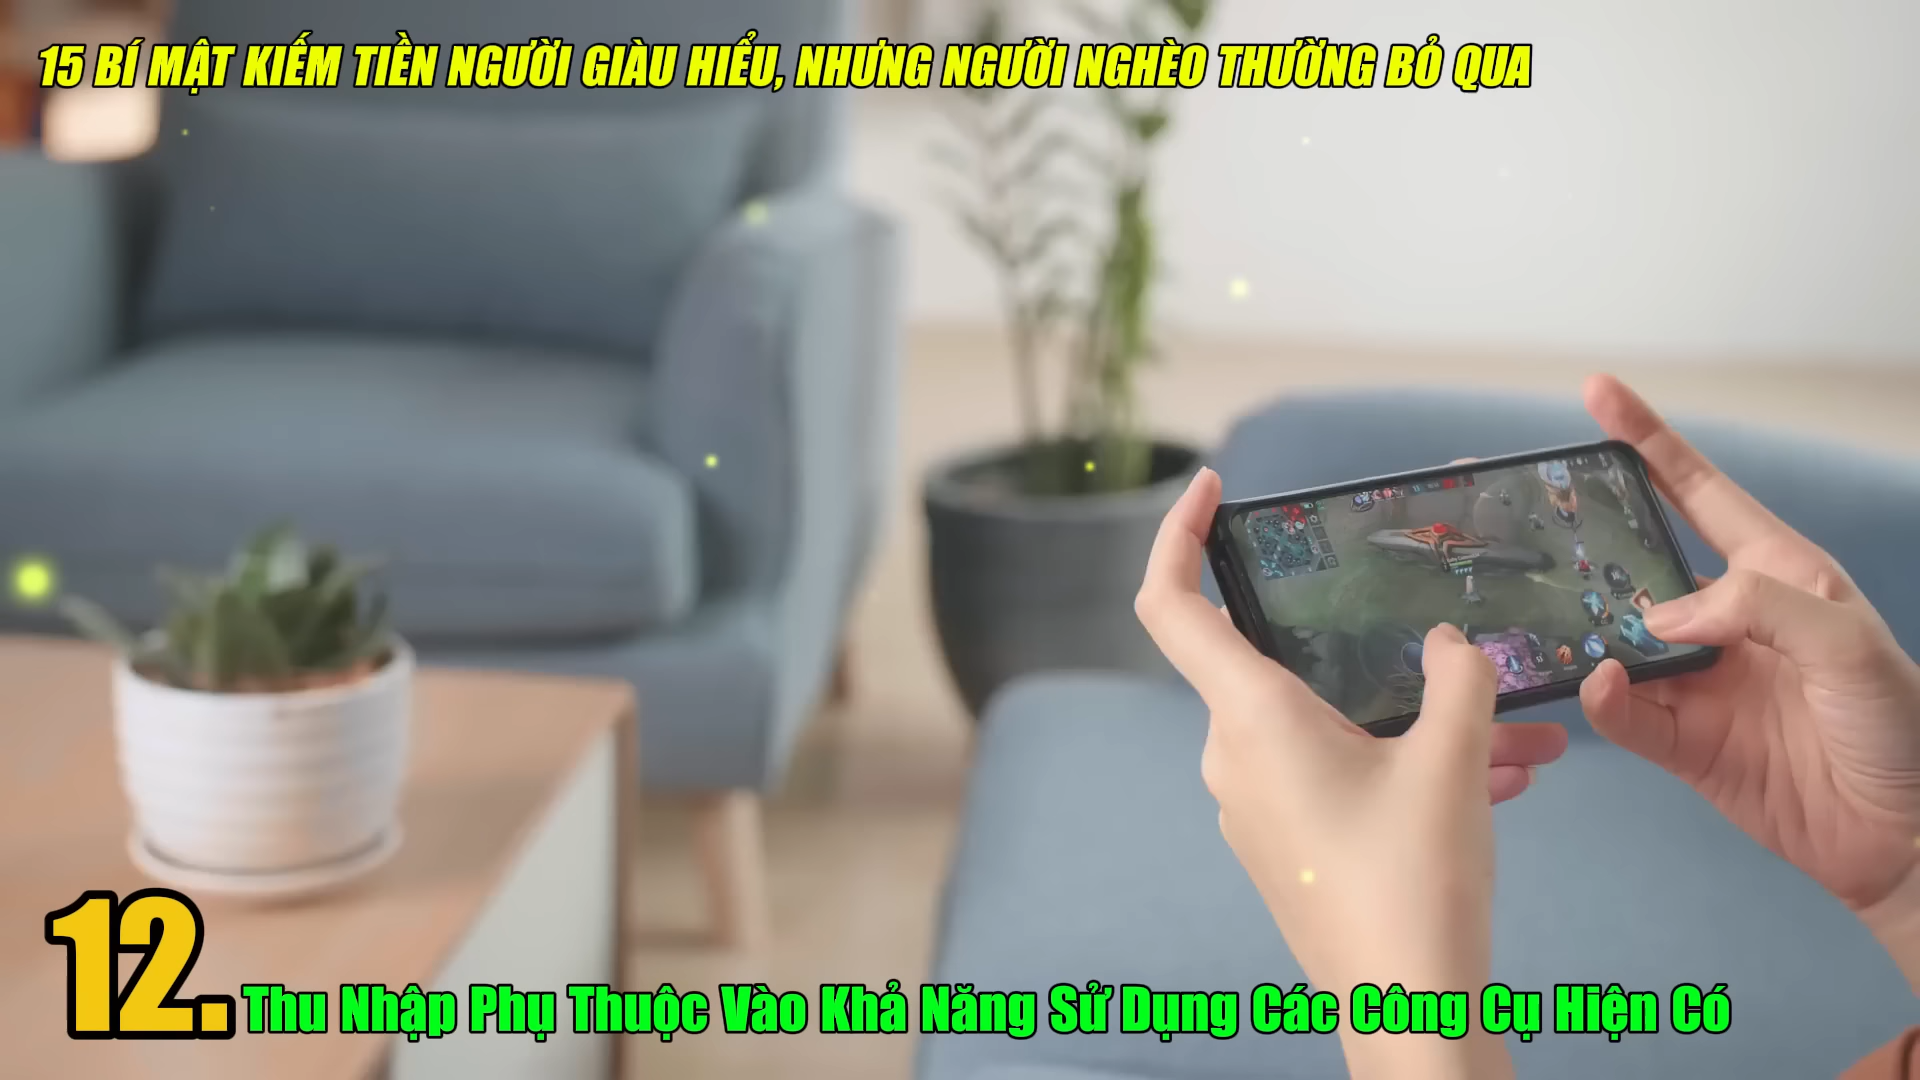 15 BÍ MẬT KIẾM TIỀN NGƯỜI GIÀU HIỂU, NHƯNG NGƯỜI NGHÈO THƯỜNG BỎ QUA
12. Thu Nhập Phụ Thuộc Vào Khả Năng Sử Dụng Các Công Cụ Hiện Có